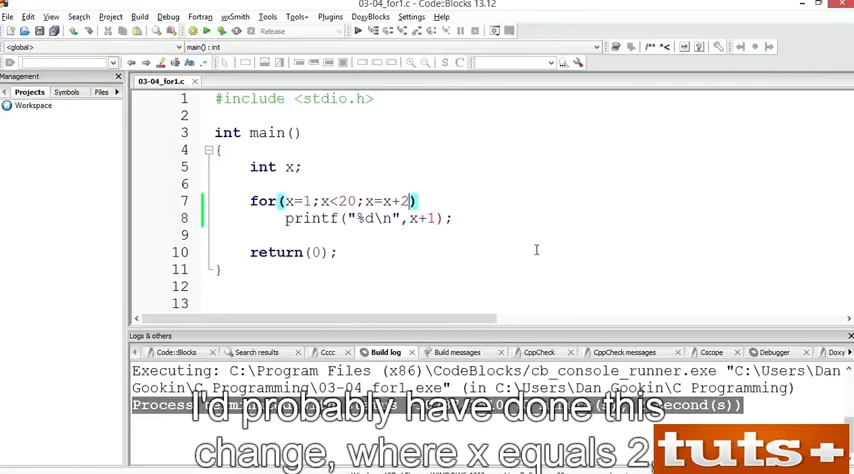 03-04_for1.c - Code::Blocks 13.12
File Edit View Search Project Build Debug Fortran wxSmith Tools Tools+ Plugins DoxyBlocks Settings Help
Release
<global> main() : int
/** *<
S C
Management
Projects Symbols Files
Workspace
03-04_for1.c
1 #include <stdio.h>
2
3 int main()
4 {
5 int x;
6
7 for(x=1;x<20;x=x+2)
8 printf("%d\n",x+1);
9
10 return(0);
11 }
12
13
Logs & others
Code::Blocks Search results Cccc Build log Build messages CppCheck CppCheck messages Cscope Debugger Doxy
Executing: C:\Program Files (x86)\CodeBlocks/cb_console_runner.exe "C:\Users\Dan
Gookin\C Programming\03-04_for1.exe" (in C:\Users\Dan Gookin\C Programming)
I'd probably have done this
change, where x equals 2,
tuts+